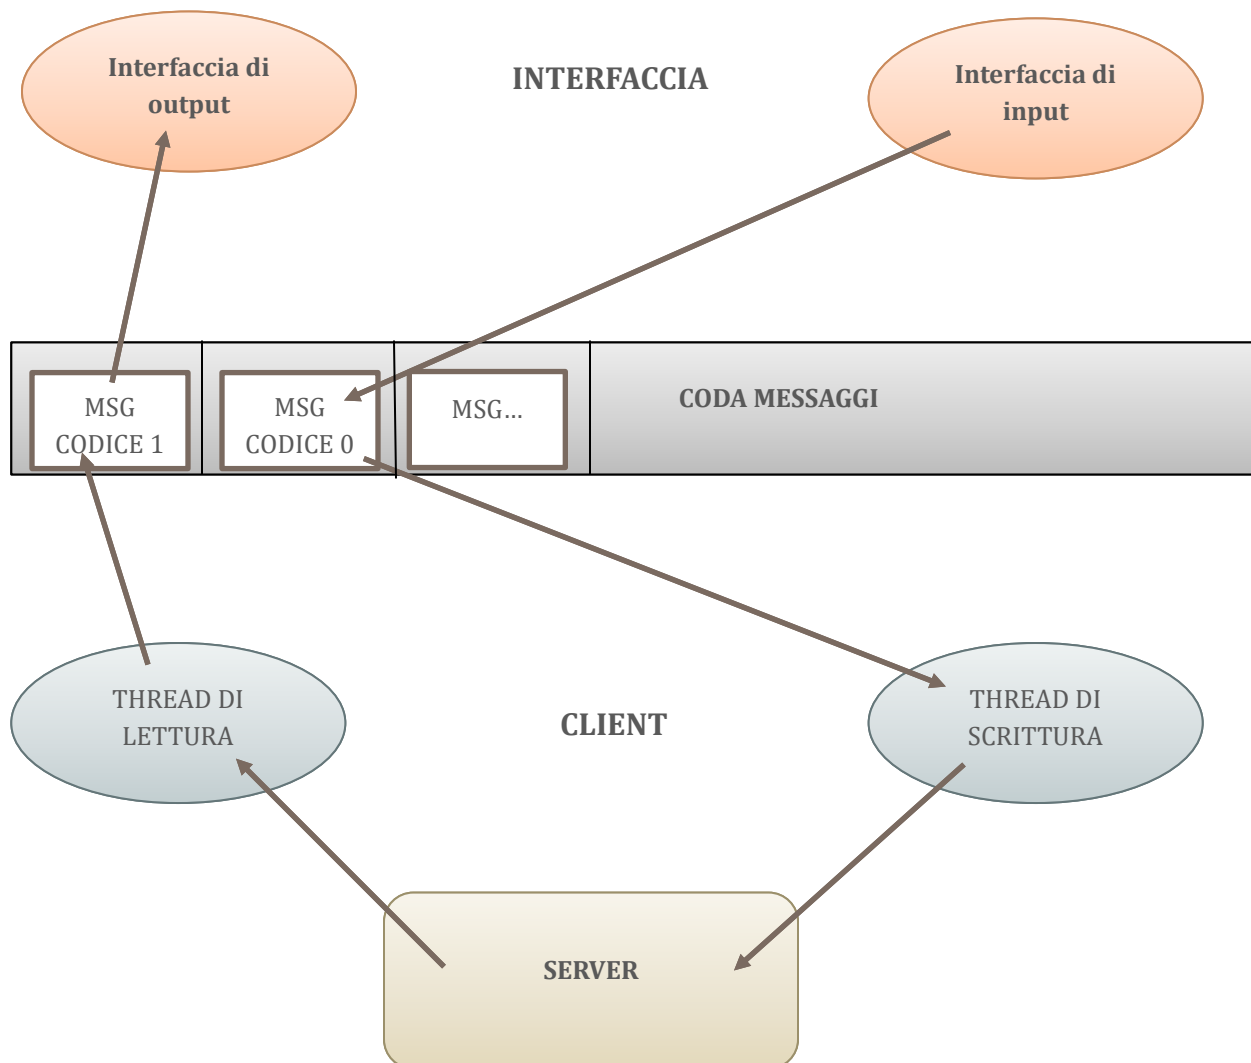 Interfaccia di
output
INTERFACCIA
Interfaccia di
input
MSG
CODICE 1
MSG
CODICE 0
MSG...
CODA MESSAGGI
THREAD DI
LETTURA
CLIENT
THREAD DI
SCRITTURA
SERVER